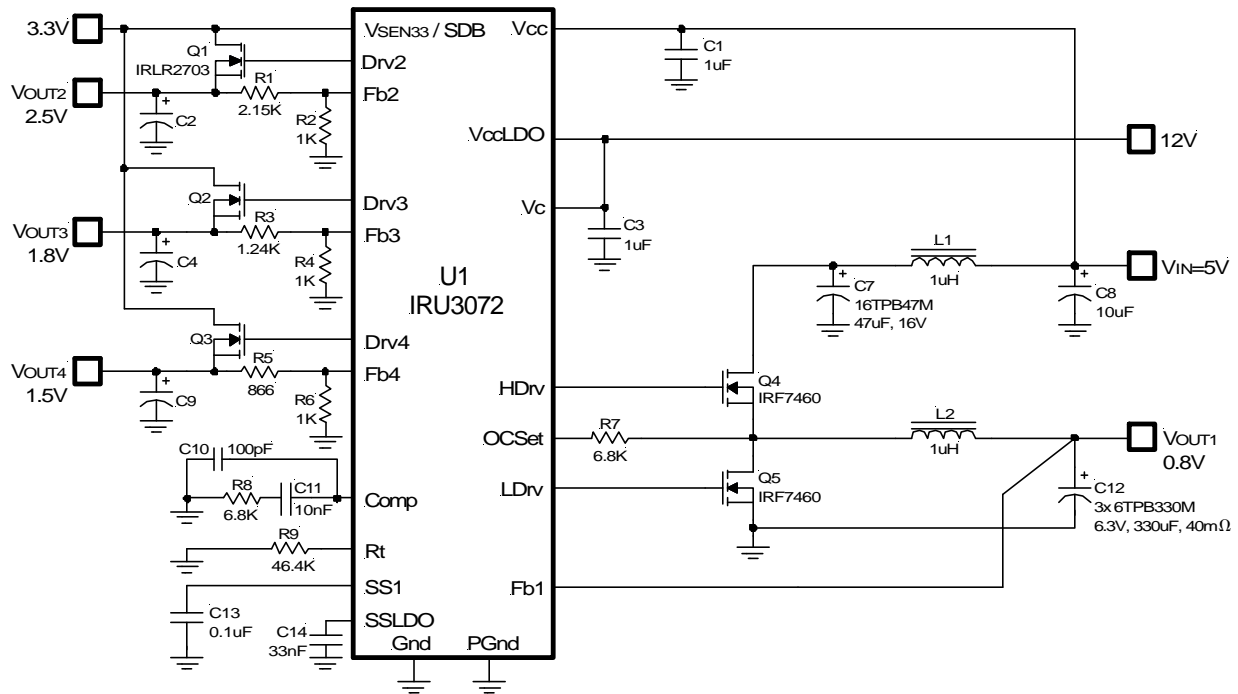 3.3V
Q1
IRLR2703
VOUT2
2.5V
C2
R1
2.15K
R2
1K
Q2
VOUT3
1.8V
C4
R3
1.24K
R4
1K
Q3
VOUT4
1.5V
C9
R5
866
R6
1K
C10
100pF
R8
6.8K
C11
10nF
R9
46.4K
C13
0.1uF
C14
33nF
VSEN33 / SDB
Drv2
Fb2
Drv3
Fb3
Drv4
Fb4
Comp
Rt
SS1
SSLDO
Gnd
PGnd
U1
IRU3072
Vcc
VccLDO
Vc
HDrv
OCSet
LDrv
Fb1
C1
1uF
12V
C3
1uF
L1
1uH
VIN=5V
C7
16TPB47M
47uF, 16V
C8
10uF
Q4
IRF7460
R7
6.8K
L2
1uH
VOUT1
0.8V
Q5
IRF7460
C12
3x 6TPB330M
6.3V, 330uF, 40mΩ